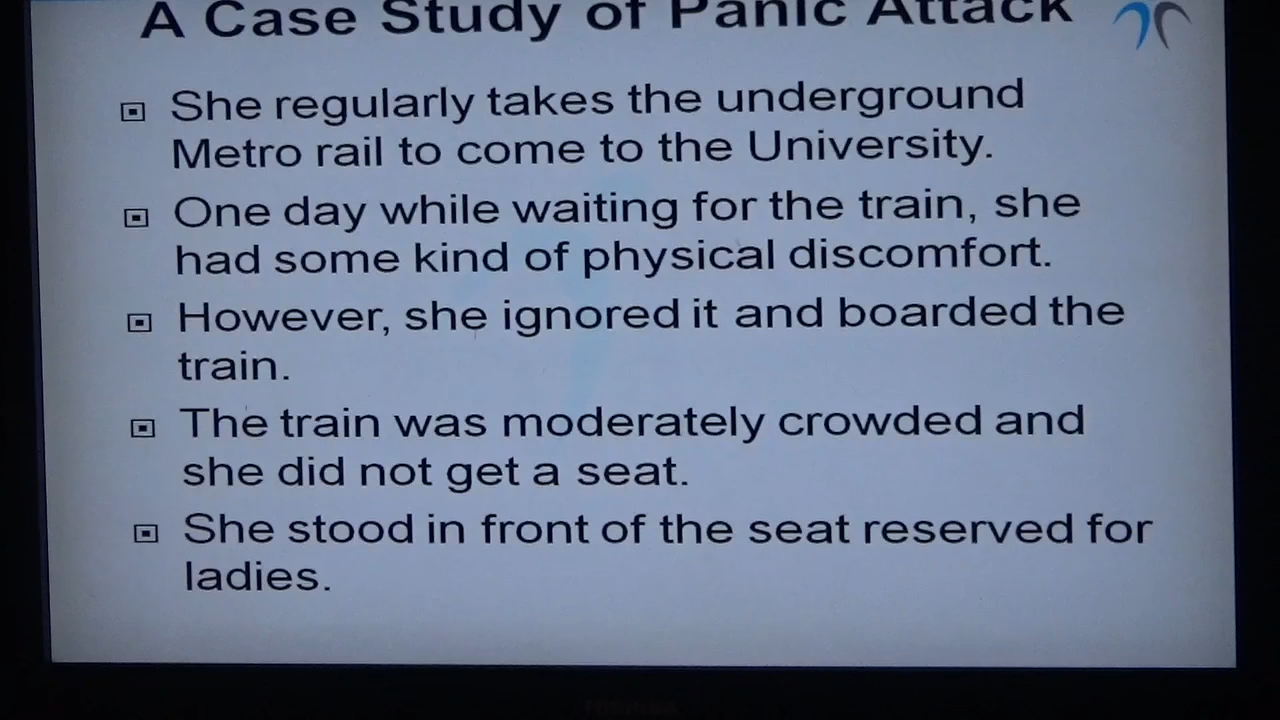 A Case Study of Panic Attack
She regularly takes the underground
Metro rail to come to the University.
One day while waiting for the train, she
had some kind of physical discomfort.
However, she ignored it and boarded the
train.
The train was moderately crowded and
she did not get a seat.
She stood in front of the seat reserved for
ladies.